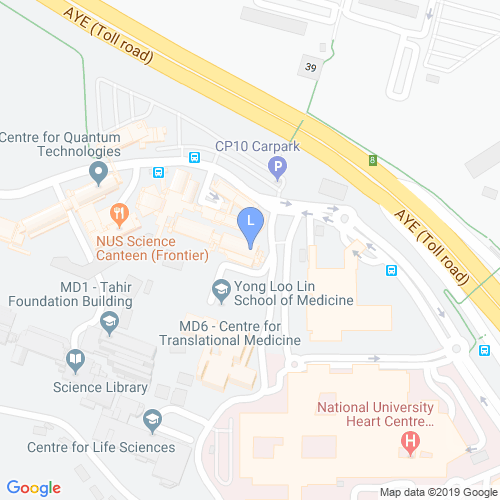 AYE (Toll road)
39
CP10 Carpark
P
8
Centre for Quantum
Technologies
L
AYE (Toll road)
NUS Science
Canteen (Frontier)
MD1 - Tahir
Foundation Building
Yong Loo Lin
School of Medicine
MD6 - Centre for
Translational Medicine
Science Library
National University
Heart Centre...
H
Centre for Life Sciences
Google
Map data ©2019 Google